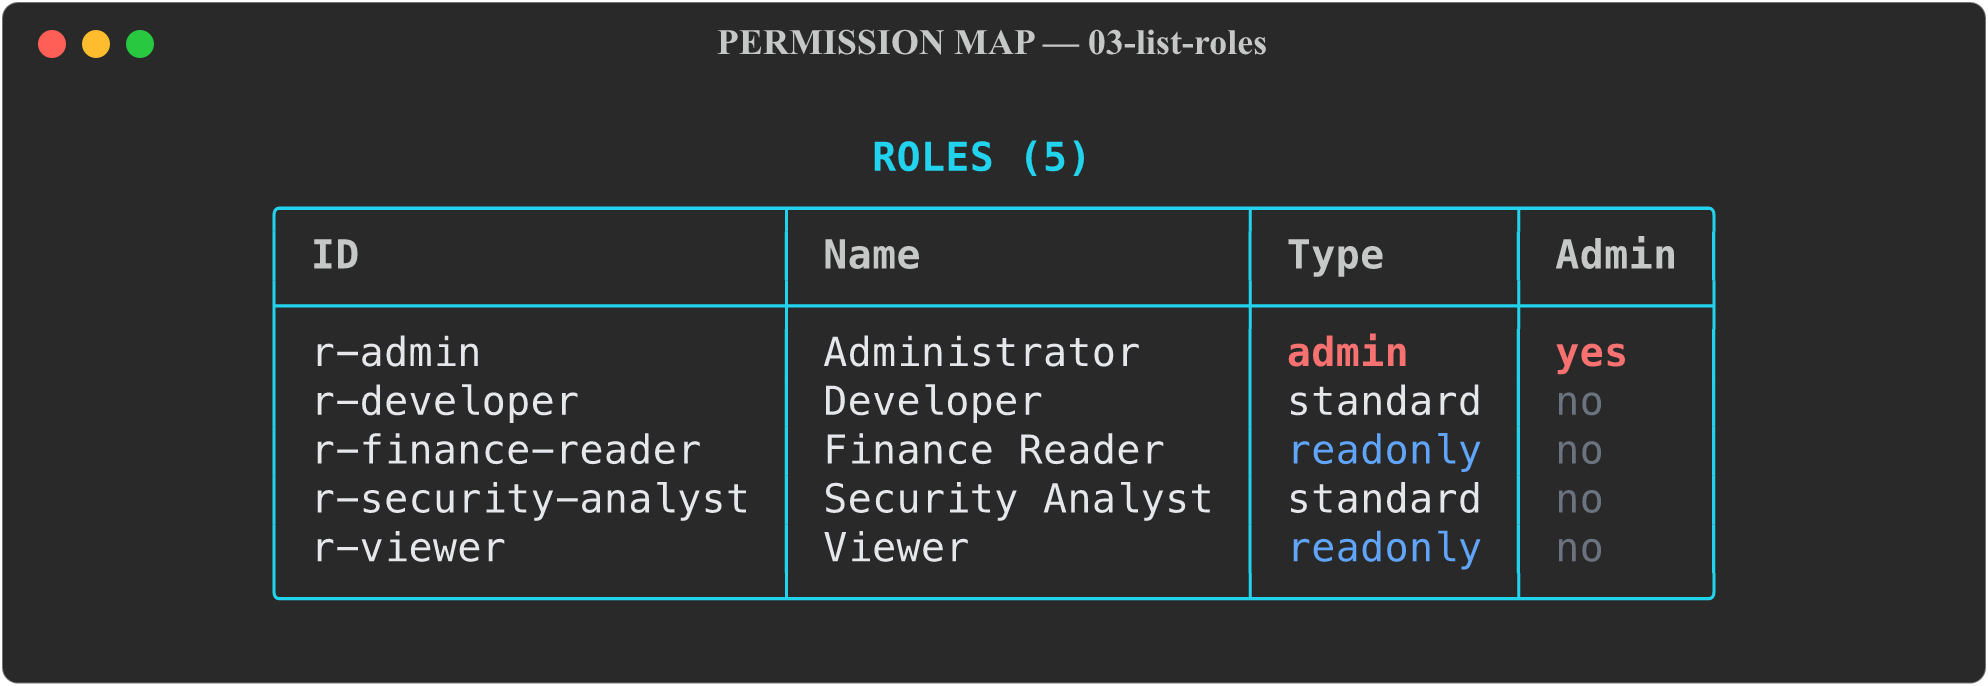 PERMISSION MAP — 03-list-roles
ROLES (5)
ID Name Type Admin
r-admin Administrator admin yes
r-developer Developer standard no
r-finance-reader Finance Reader readonly no
r-security-analyst Security Analyst standard no
r-viewer Viewer readonly no